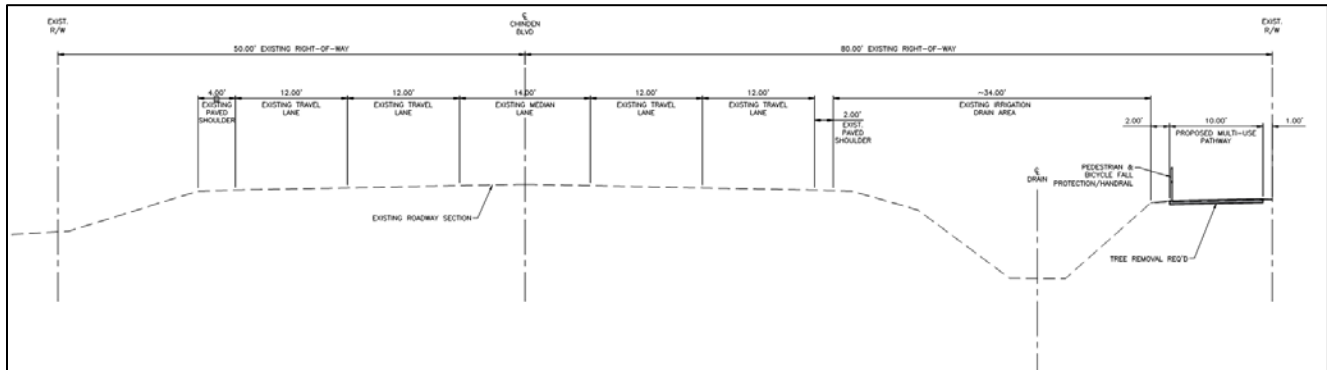 EXIST.
R/W
℄
CHINDEN
BLVD
EXIST.
R/W
50.00' EXISTING RIGHT-OF-WAY
80.00' EXISTING RIGHT-OF-WAY
4.00'
EXISTING
PAVED
SHOULDER
12.00'
EXISTING TRAVEL
LANE
12.00'
EXISTING TRAVEL
LANE
14.00'
EXISTING MEDIAN
LANE
12.00'
EXISTING TRAVEL
LANE
12.00'
EXISTING TRAVEL
LANE
2.00'
EXIST.
PAVED
SHOULDER
~34.00'
EXISTING IRRIGATION
DRAIN AREA
2.00'
10.00'
PROPOSED MULTI-USE
PATHWAY
1.00'
PEDESTRIAN &
BICYCLE FALL
PROTECTION/HANDRAIL
℄
DRAIN
EXISTING ROADWAY SECTION
TREE REMOVAL REQ'D